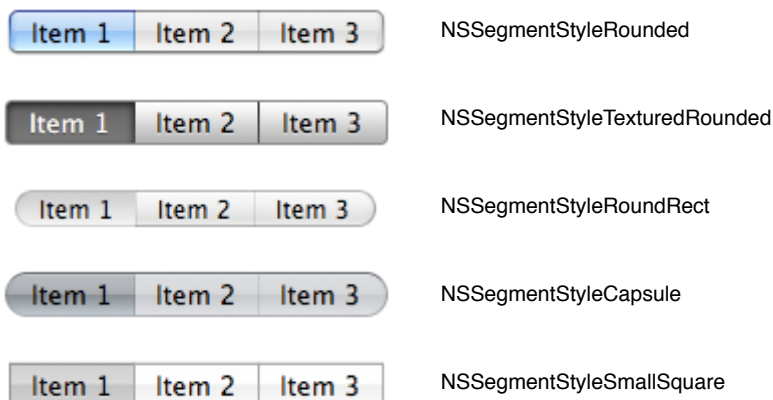 Item 1 Item 2 Item 3 NSSegmentStyleRounded
Item 1 Item 2 Item 3 NSSegmentStyleTexturedRounded
Item 1 Item 2 Item 3 NSSegmentStyleRoundRect
Item 1 Item 2 Item 3 NSSegmentStyleCapsule
Item 1 Item 2 Item 3 NSSegmentStyleSmallSquare